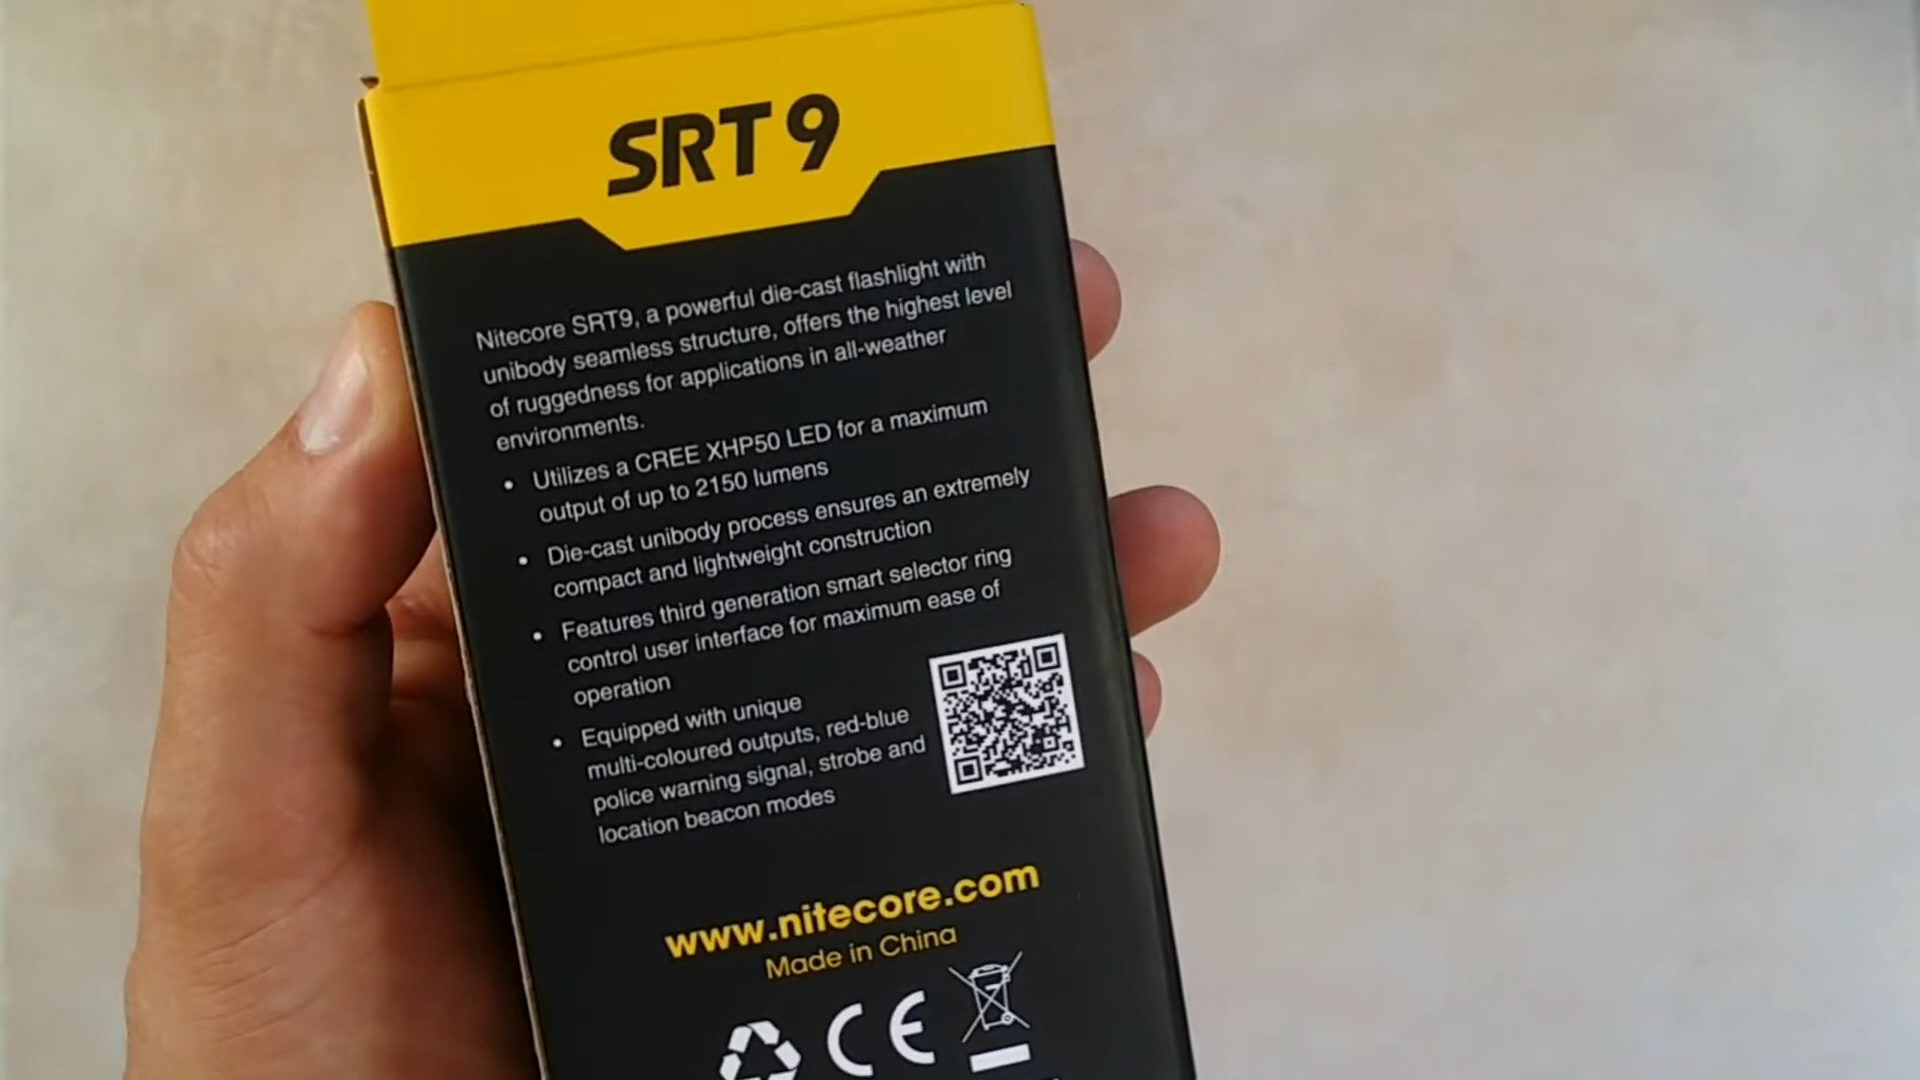 SRT 9
Nitecore SRT9, a powerful die-cast flashlight with
unibody seamless structure, offers the highest level
of ruggedness for applications in all-weather
environments.
• Utilizes a CREE XHP50 LED for a maximum
output of up to 2150 lumens
• Die-cast unibody process ensures an extremely
compact and lightweight construction
• Features third generation smart selector ring
control user interface for maximum ease of
operation
• Equipped with unique
multi-coloured outputs, red-blue
police warning signal, strobe and
location beacon modes
www.nitecore.com
Made in China
CE